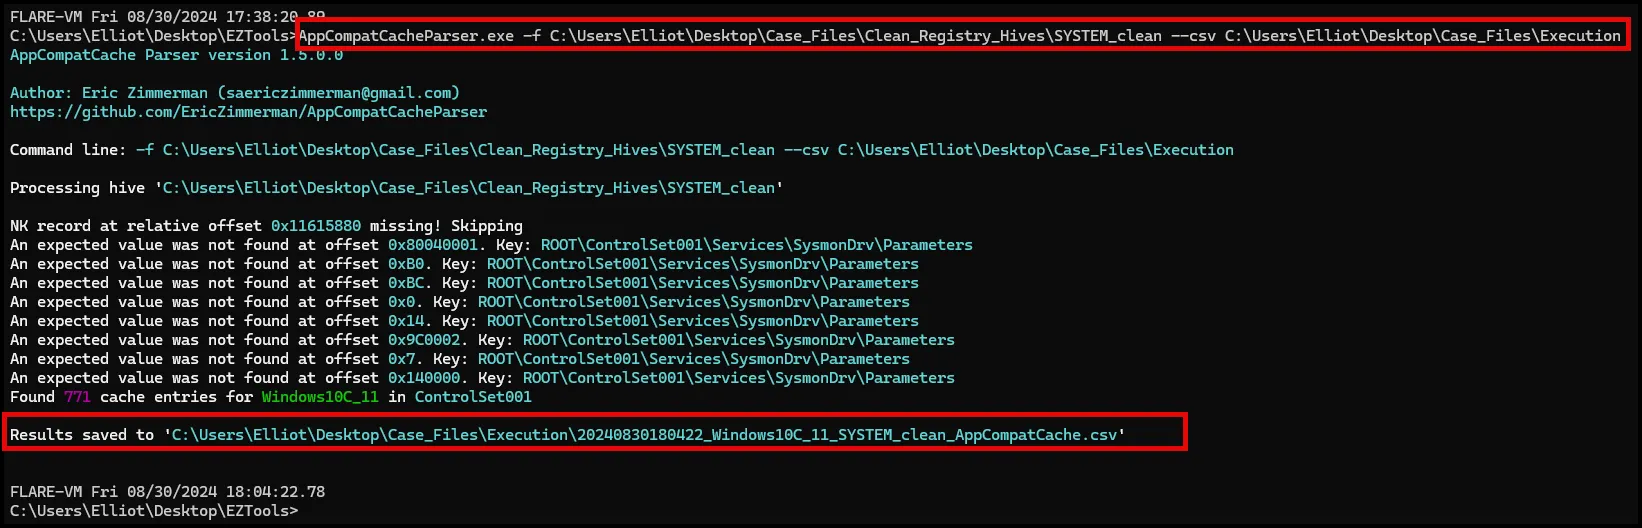 FLARE-VM Fri 08/30/2024 17:38:20.89
C:\Users\Elliot\Desktop\EZTools>AppCompatCacheParser.exe -f C:\Users\Elliot\Desktop\Case_Files\Clean_Registry_Hives\SYSTEM_clean --csv C:\Users\Elliot\Desktop\Case_Files\Execution
AppCompatCache Parser version 1.5.0.0
Author: Eric Zimmerman (saericzimmerman@gmail.com)
https://github.com/EricZimmerman/AppCompatCacheParser
Command line: -f C:\Users\Elliot\Desktop\Case_Files\Clean_Registry_Hives\SYSTEM_clean --csv C:\Users\Elliot\Desktop\Case_Files\Execution
Processing hive 'C:\Users\Elliot\Desktop\Case_Files\Clean_Registry_Hives\SYSTEM_clean'
NK record at relative offset 0x11615880 missing! Skipping
An expected value was not found at offset 0x80040001. Key: ROOT\ControlSet001\Services\SysmonDrv\Parameters
An expected value was not found at offset 0xB0. Key: ROOT\ControlSet001\Services\SysmonDrv\Parameters
An expected value was not found at offset 0xBC. Key: ROOT\ControlSet001\Services\SysmonDrv\Parameters
An expected value was not found at offset 0x0. Key: ROOT\ControlSet001\Services\SysmonDrv\Parameters
An expected value was not found at offset 0x14. Key: ROOT\ControlSet001\Services\SysmonDrv\Parameters
An expected value was not found at offset 0x9C0002. Key: ROOT\ControlSet001\Services\SysmonDrv\Parameters
An expected value was not found at offset 0x7. Key: ROOT\ControlSet001\Services\SysmonDrv\Parameters
An expected value was not found at offset 0x140000. Key: ROOT\ControlSet001\Services\SysmonDrv\Parameters
Found 771 cache entries for Windows10C_11 in ControlSet001
Results saved to 'C:\Users\Elliot\Desktop\Case_Files\Execution\20240830180422_Windows10C_11_SYSTEM_clean_AppCompatCache.csv'
FLARE-VM Fri 08/30/2024 18:04:22.78
C:\Users\Elliot\Desktop\EZTools>